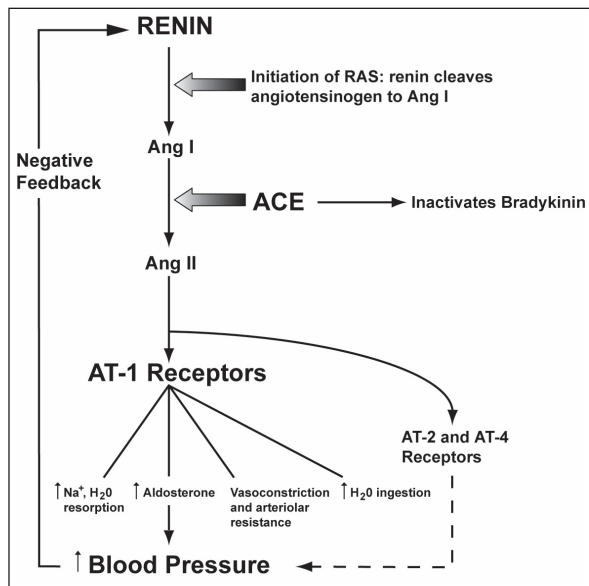 RENIN
Initiation of RAS: renin cleaves
angiotensinogen to Ang I
Ang I
Negative
Feedback
ACE
Inactivates Bradykinin
Ang II
AT-1 Receptors
AT-2 and AT-4
Receptors
↑Na⁺, H₂0
resorption
↑ Aldosterone
Vasoconstriction
and arteriolar
resistance
↑H₂0 ingestion
↑ Blood Pressure